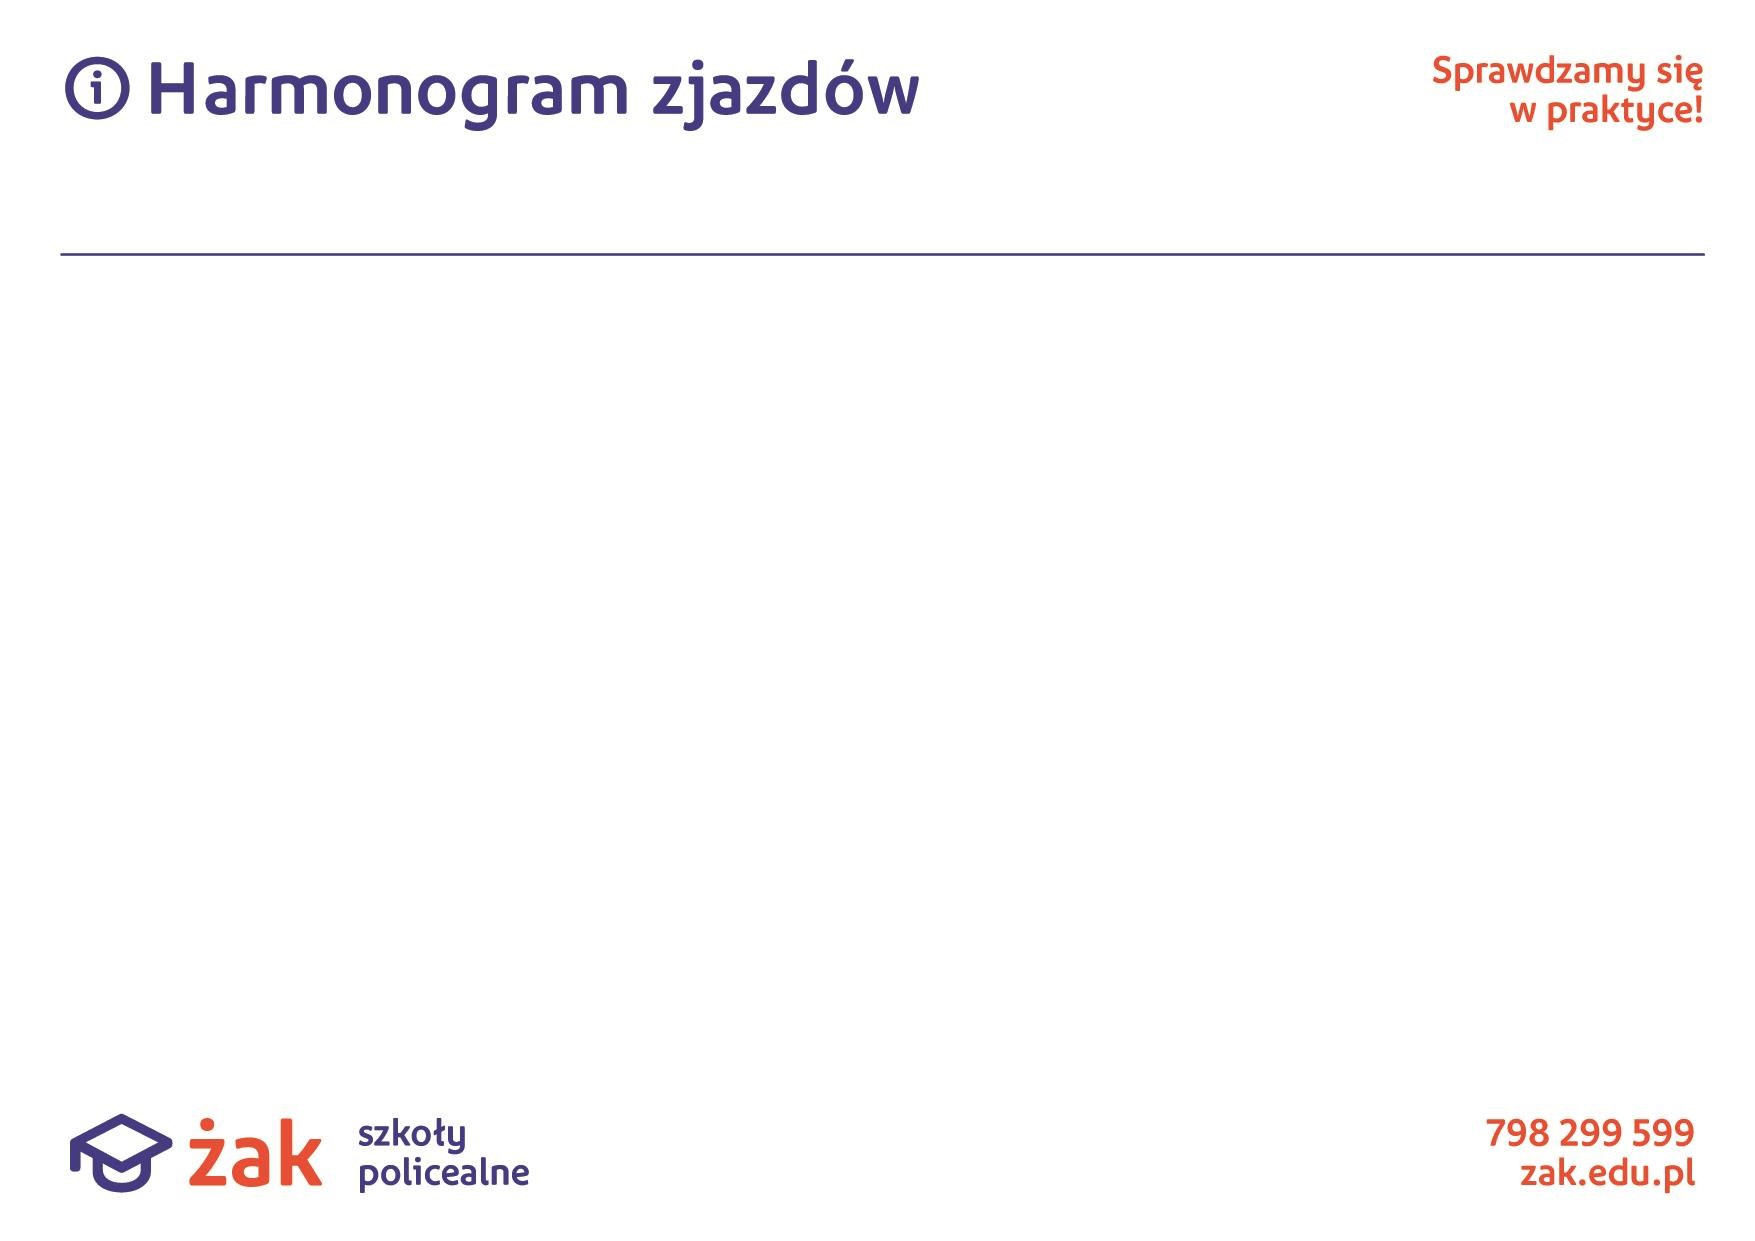 Harmonogram zjazdów
Sprawdzamy się
w praktyce!
żak
szkoły
policealne
798 299 599
zak.edu.pl